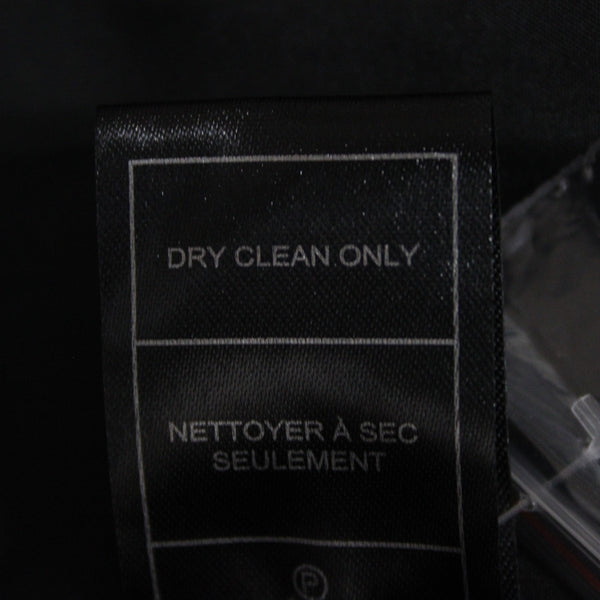 DRY CLEAN ONLY
NETTOYER À SEC
SEULEMENT
P